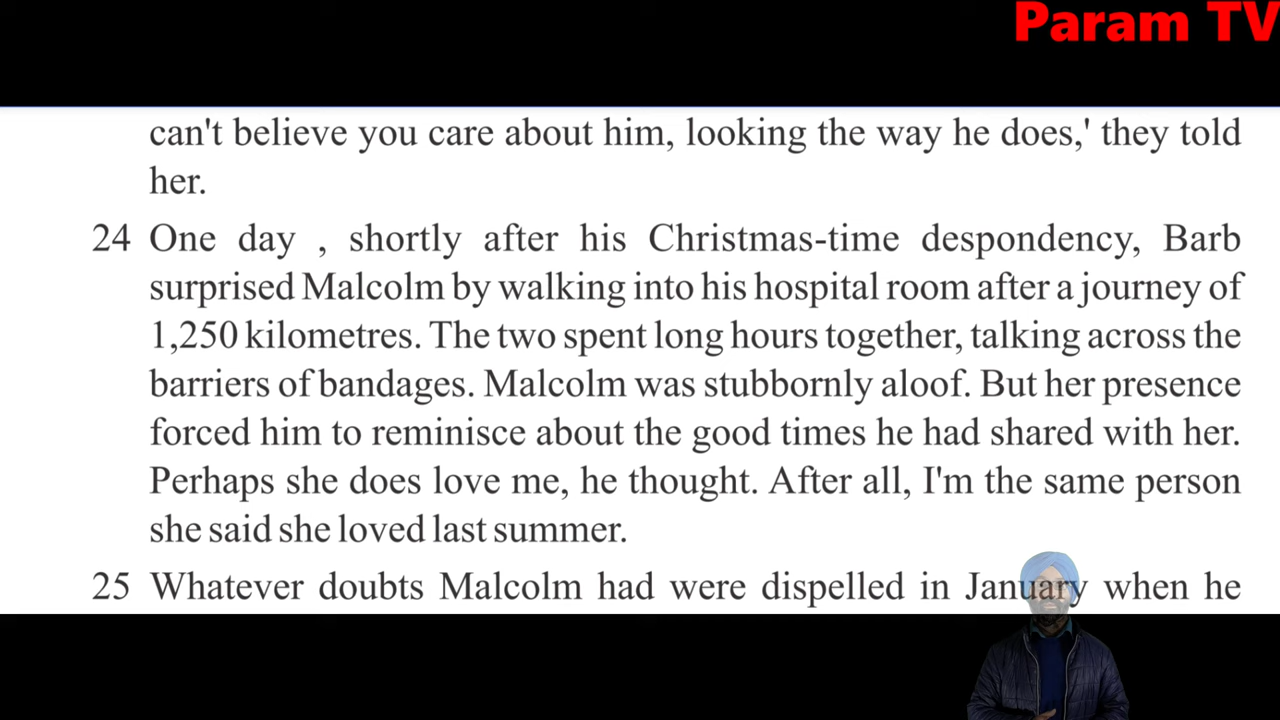 Param TV
can't believe you care about him, looking the way he does,' they told
her.
24 One day , shortly after his Christmas-time despondency, Barb
surprised Malcolm by walking into his hospital room after a journey of
1,250 kilometres. The two spent long hours together, talking across the
barriers of bandages. Malcolm was stubbornly aloof. But her presence
forced him to reminisce about the good times he had shared with her.
Perhaps she does love me, he thought. After all, I'm the same person
she said she loved last summer.
25 Whatever doubts Malcolm had were dispelled in January when he